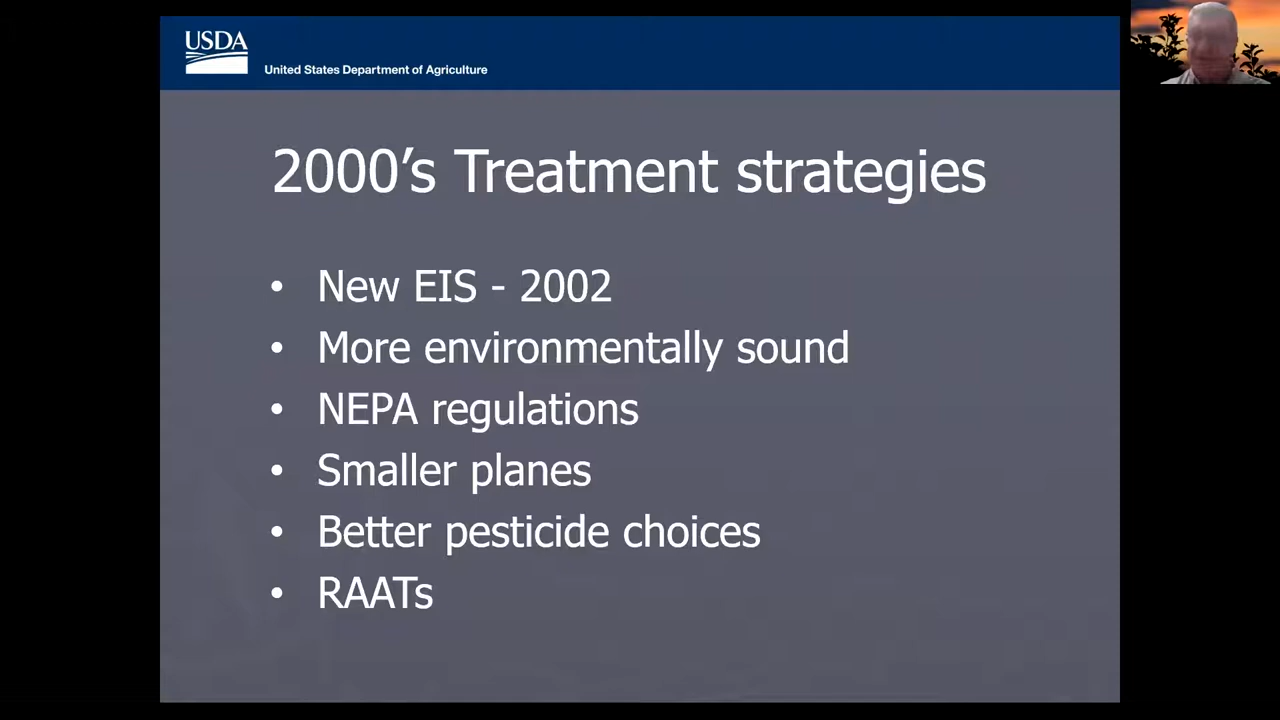 USDA
United States Department of Agriculture
2000’s Treatment strategies
• New EIS - 2002
• More environmentally sound
• NEPA regulations
• Smaller planes
• Better pesticide choices
• RAATs